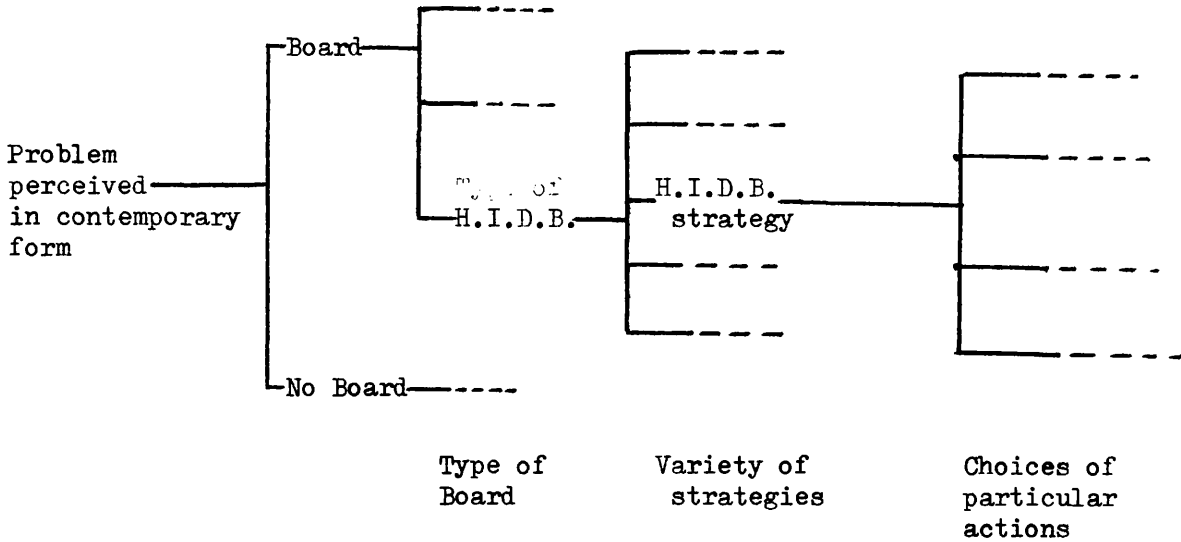 Board
Problem
perceived
in contemporary
form
of
H.I.D.B.
H.I.D.B.
strategy
No Board
Type of
Board
Variety of
strategies
Choices of
particular
actions